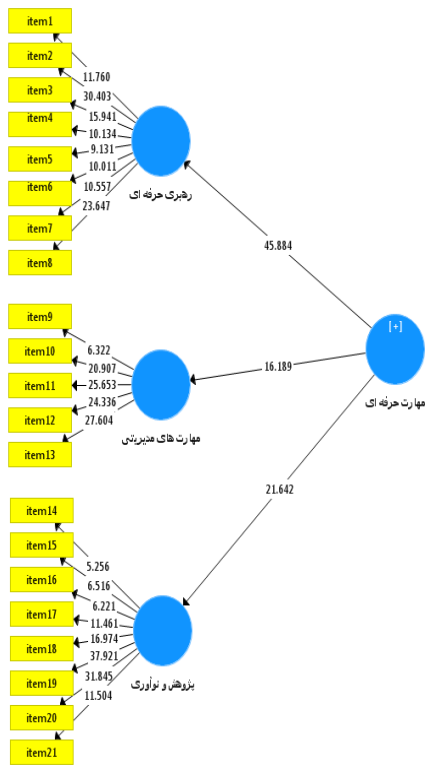 item1
item2
item3
item4
item5
item6
item7
item8
11.760
30.403
15.941
10.134
9.131
10.011
10.557
23.647
رهبری حرفه ای
45.884
item9
item10
item11
item12
item13
6.322
20.907
25.653
24.336
27.604
مهارت های مدیریتی
16.189
[+]
مهارت حرفه ای
21.642
item14
item15
item16
item17
item18
item19
item20
item21
5.256
6.516
6.221
11.461
16.974
37.921
31.845
11.504
پژوهش و نوآوری